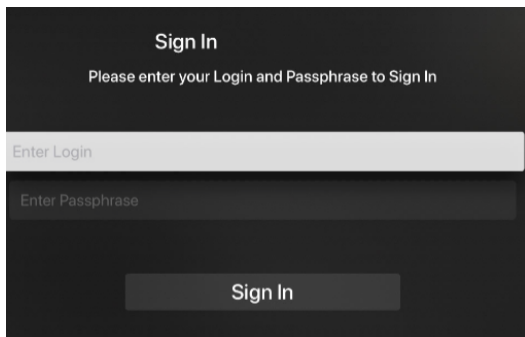 Sign In
Please enter your Login and Passphrase to Sign In
Enter Login
Enter Passphrase
Sign In